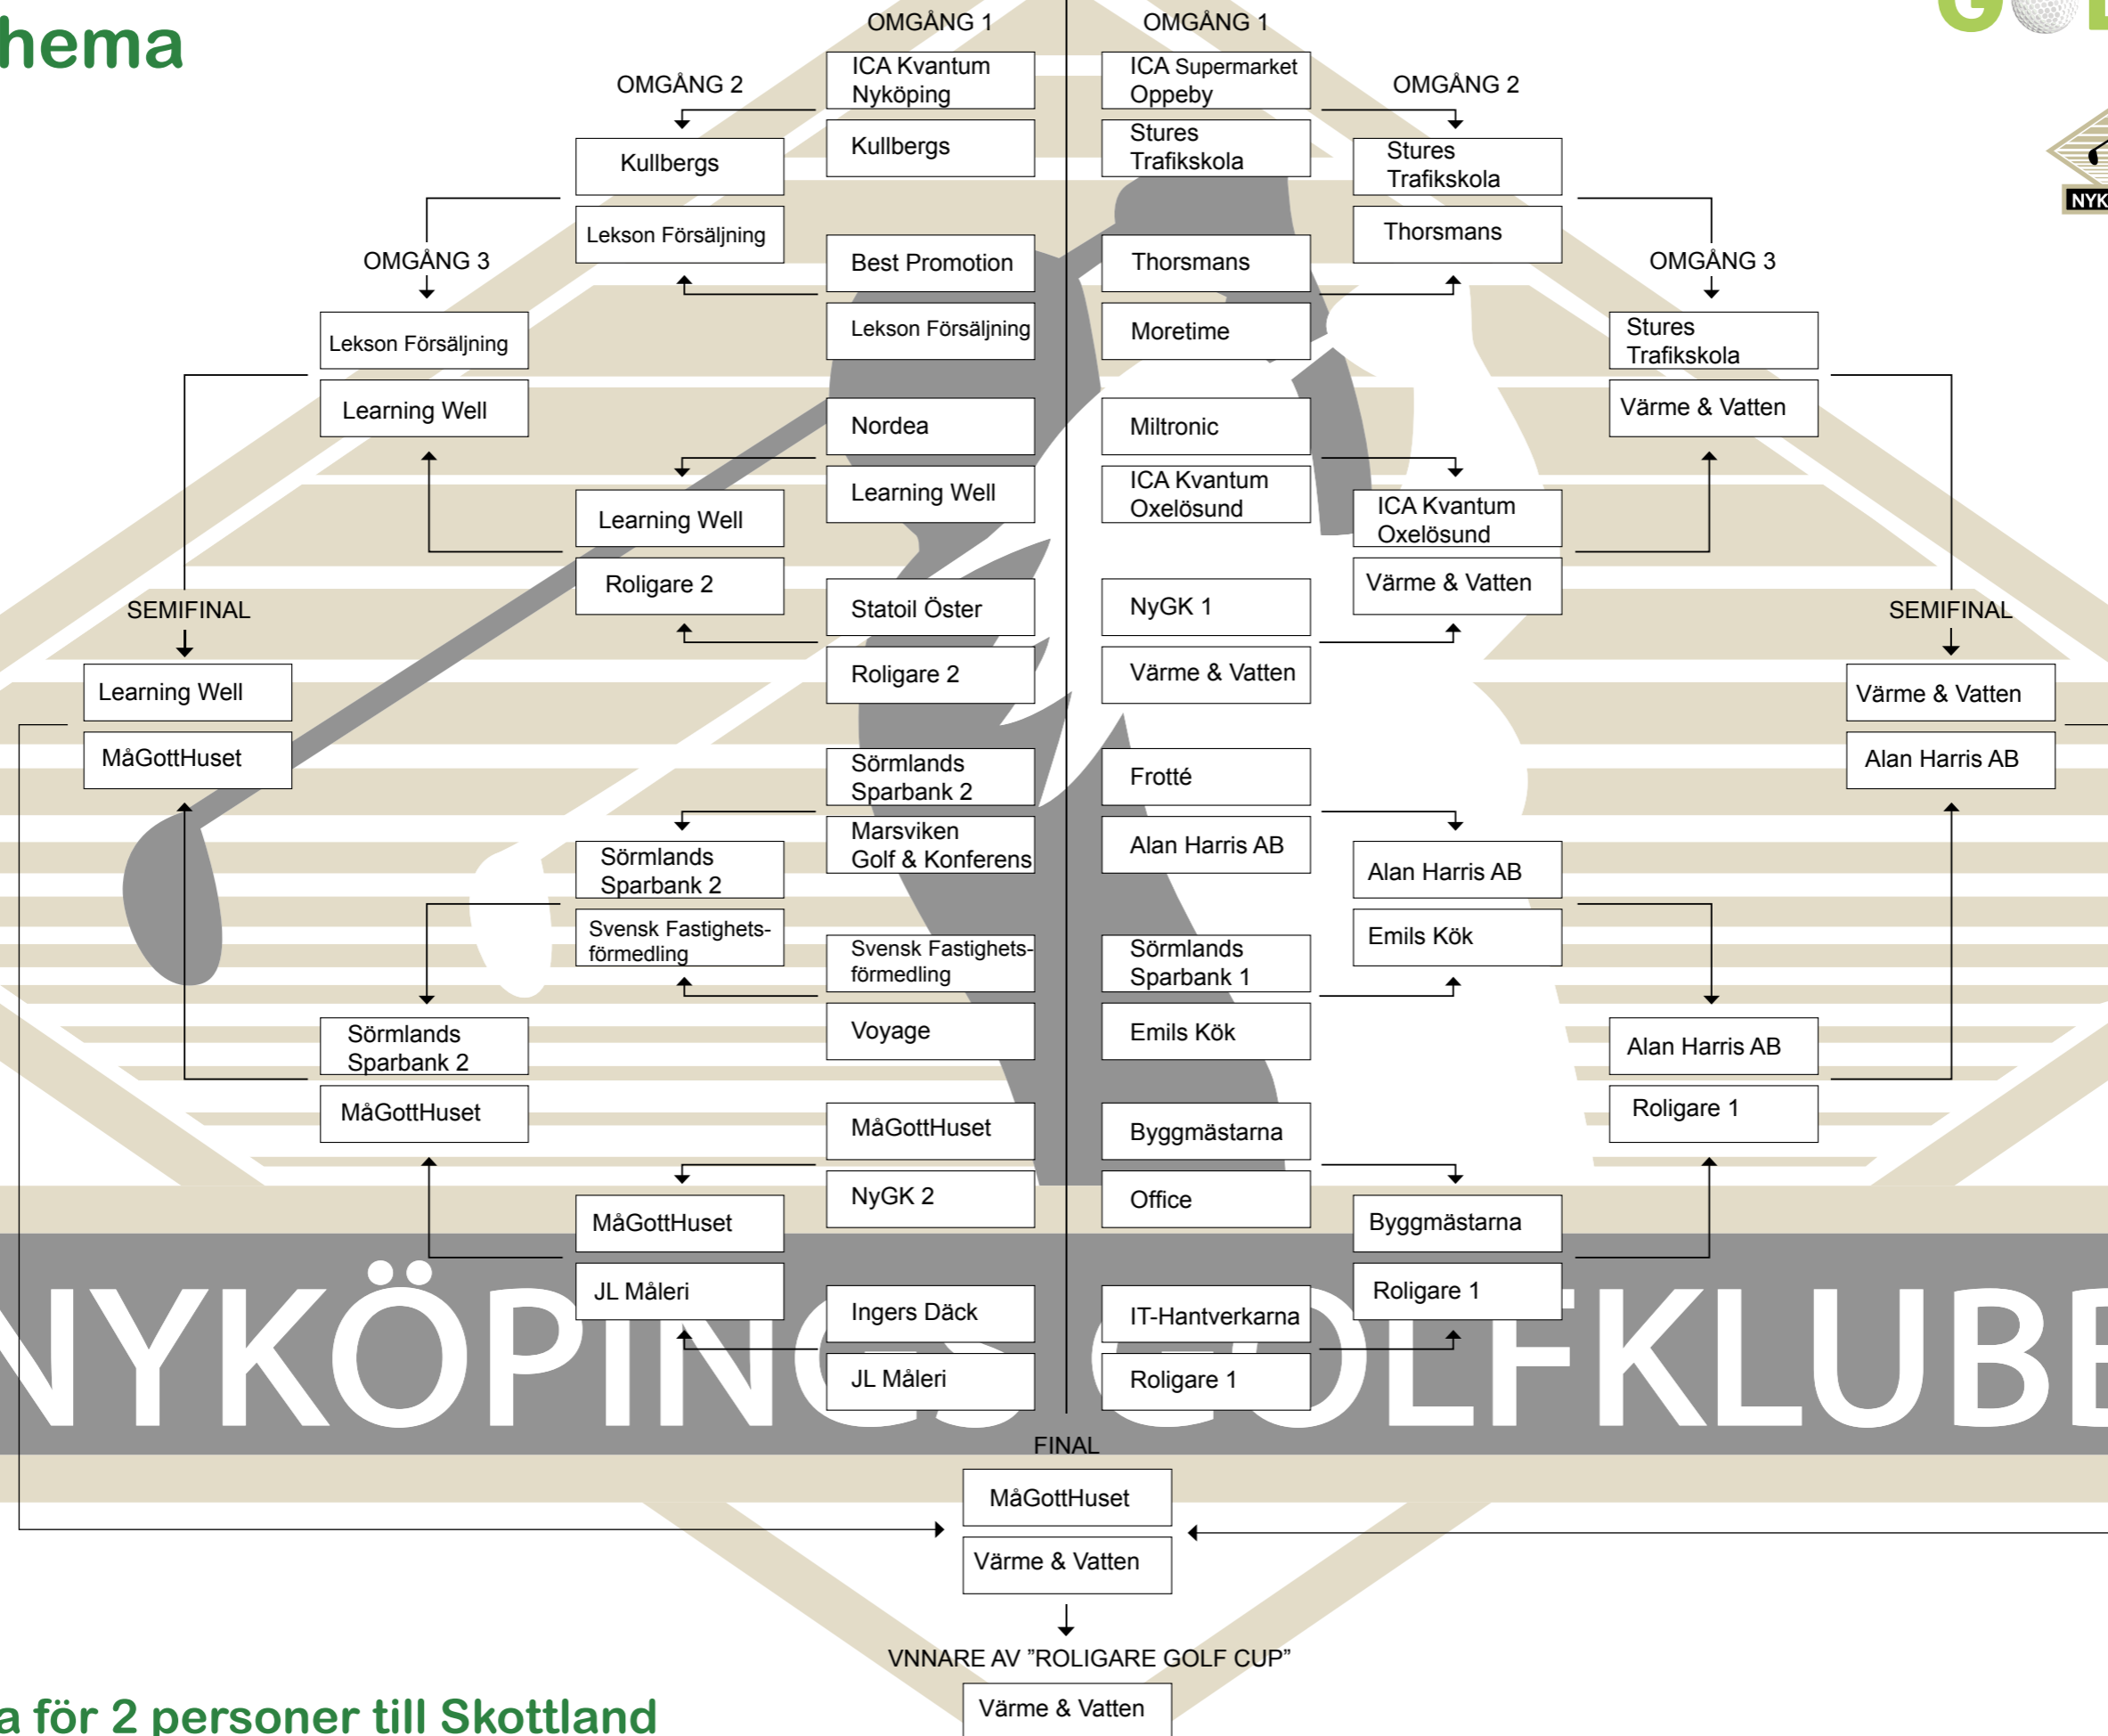 hema
OMGÅNG 1
OMGÅNG 1
OMGÅNG 2
OMGÅNG 2
ICA Kvantum
Nyköping
Kullbergs
ICA Supermarket
Oppeby
Stures
Trafikskola
Kullbergs
Lekson Försäljning
Stures
Trafikskola
Thorsmans
NYK
OMGÅNG 3
Best Promotion
Lekson Försäljning
Thorsmans
Moretime
OMGÅNG 3
Lekson Försäljning
Learning Well
Stures
Trafikskola
Värme & Vatten
Nordea
Learning Well
Miltronic
ICA Kvantum
Oxelösund
Learning Well
Roligare 2
ICA Kvantum
Oxelösund
Värme & Vatten
Statoil Öster
Roligare 2
NyGK 1
Värme & Vatten
SEMIFINAL
SEMIFINAL
Learning Well
MåGottHuset
Värme & Vatten
Alan Harris AB
Sörmlands
Sparbank 2
Marsviken
Golf & Konferens
Frotté
Alan Harris AB
Sörmlands
Sparbank 2
Svensk Fastighets-
förmedling
Alan Harris AB
Emils Kök
Svensk Fastighets-
förmedling
Voyage
Sörmlands
Sparbank 1
Emils Kök
Sörmlands
Sparbank 2
MåGottHuset
Alan Harris AB
Roligare 1
MåGottHuset
NyGK 2
Byggmästarna
Office
MåGottHuset
JL Måleri
Byggmästarna
Roligare 1
Ingers Däck
JL Måleri
IT-Hantverkarna
Roligare 1
NYKÖPINGS GOLFKLUBB
FINAL
MåGottHuset
Värme & Vatten
VNNARE AV ”ROLIGARE GOLF CUP”
Värme & Vatten
a för 2 personer till Skottland